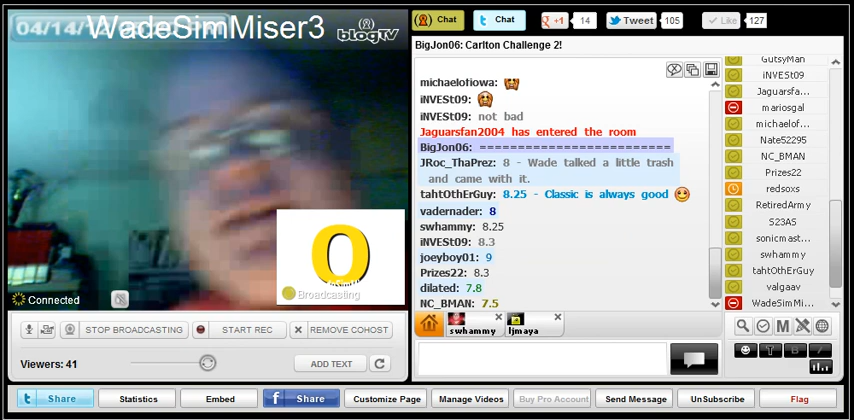 04/14/12
WadeSimMiser3
blogTV
O
Connected
Broadcasting
STOP BROADCASTING
START REC
REMOVE COHOST
Viewers: 41
ADD TEXT
Chat
Chat
+1
14
Tweet
105
Like
127
BigJon06: Carlton Challenge 2!
michaelofiowa:
iNVESt09:
iNVESt09: not bad
Jaguarsfan2004 has entered the room
BigJon06: =========================
JRoc_ThaPrez: 8 - Wade talked a little trash
and came with it.
tahtOthErGuy: 8.25 - Classic is always good
vadernader: 8
swhammy: 8.25
iNVESt09: 8.3
joeyboy01: 9
Prizes22: 8.3
dilated: 7.8
NC_BMAN: 7.5
swhammy
ljmaya
GutsyMan
iNVESt09
Jaguarsfa...
mariosgal
michaelof...
Nate52295
NC_BMAN
Prizes22
redsoxs
RetiredArmy
S23AS
sonicmast...
swhammy
tahtOthErGuy
valgaav
WadeSimMi...
M
T
B
I
Share
Statistics
Embed
Share
Customize Page
Manage Videos
Buy Pro Account
Send Message
UnSubscribe
Flag